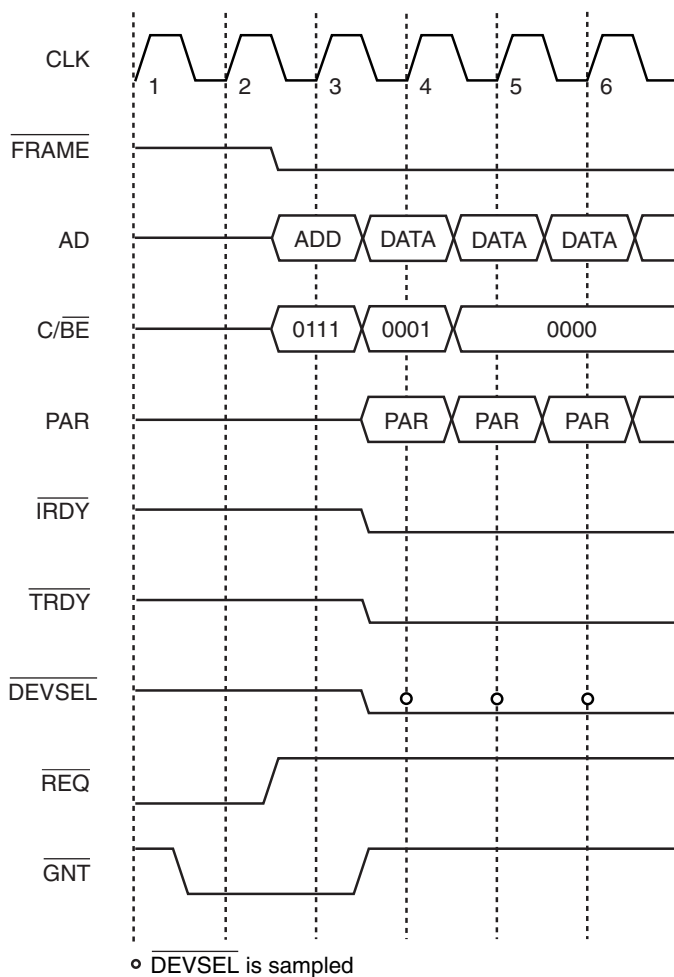 CLK
1 2 3 4 5 6
FRAME
AD ADD DATA DATA DATA
C/BE 0111 0001 0000
PAR PAR PAR PAR
IRDY
TRDY
DEVSEL
REQ
GNT
DEVSEL is sampled